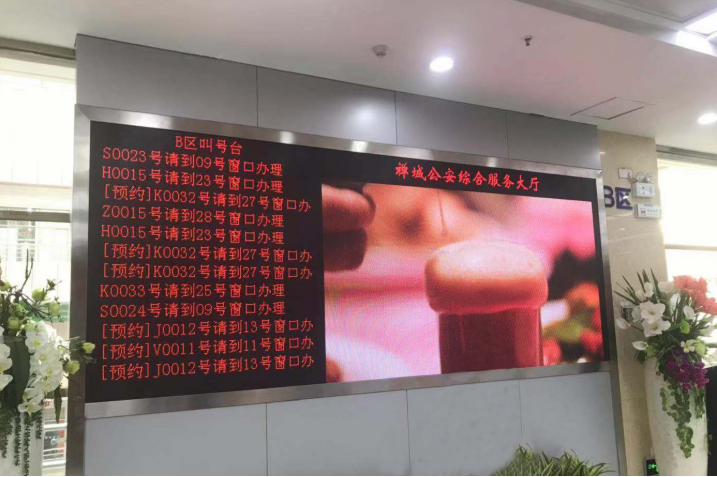 B区叫号台
S0023号请到09号窗口办理
H0015号请到23号窗口办理
[预约]K0032号请到27号窗口办
Z0015号请到28号窗口办理
H0015号请到23号窗口办理
[预约]K0032号请到27号窗口办
[预约]K0032号请到27号窗口办
K0033号请到25号窗口办理
S0024号请到09号窗口办理
[预约]J0012号请到13号窗口办
[预约]V0011号请到11号窗口办
[预约]J0012号请到13号窗口办
禅城公安综合服务大厅
B区